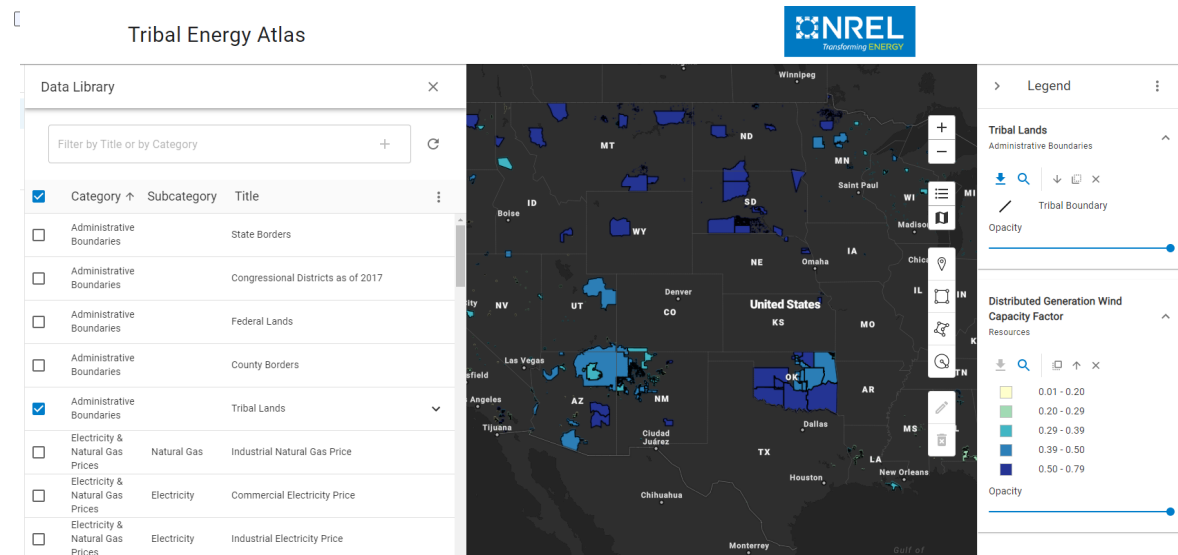 Tribal Energy Atlas
NREL
Transforming ENERGY
Data Library
Filter by Title or by Category
Category Subcategory Title
Administrative
Boundaries
State Borders
Administrative
Boundaries
Congressional Districts as of 2017
Administrative
Boundaries
Federal Lands
Administrative
Boundaries
County Borders
Administrative
Boundaries
Tribal Lands
Electricity &
Natural Gas
Prices
Natural Gas
Industrial Natural Gas Price
Electricity &
Natural Gas
Prices
Electricity
Commercial Electricity Price
Electricity &
Natural Gas
Prices
Electricity
Industrial Electricity Price
Winnipeg
ND
MT
MN
Saint Paul
WI
MI
ID
SD
Boise
WY
Madison
IA
NE
Omaha
Chic
IL
IN
Denver
ity
NV
UT
CO
United States
KS
MO
K
Las Vegas
sfield
OK
TN
Angeles
AZ
NM
AR
Tijuana
Dallas
MS
Ciudad
Juárez
TX
LA
Houston
New Orleans
Chihuahua
Monterrey
Gulf of
Legend
Tribal Lands
Administrative Boundaries
Tribal Boundary
Opacity
Distributed Generation Wind
Capacity Factor
Resources
0.01 - 0.20
0.20 - 0.29
0.29 - 0.39
0.39 - 0.50
0.50 - 0.79
Opacity